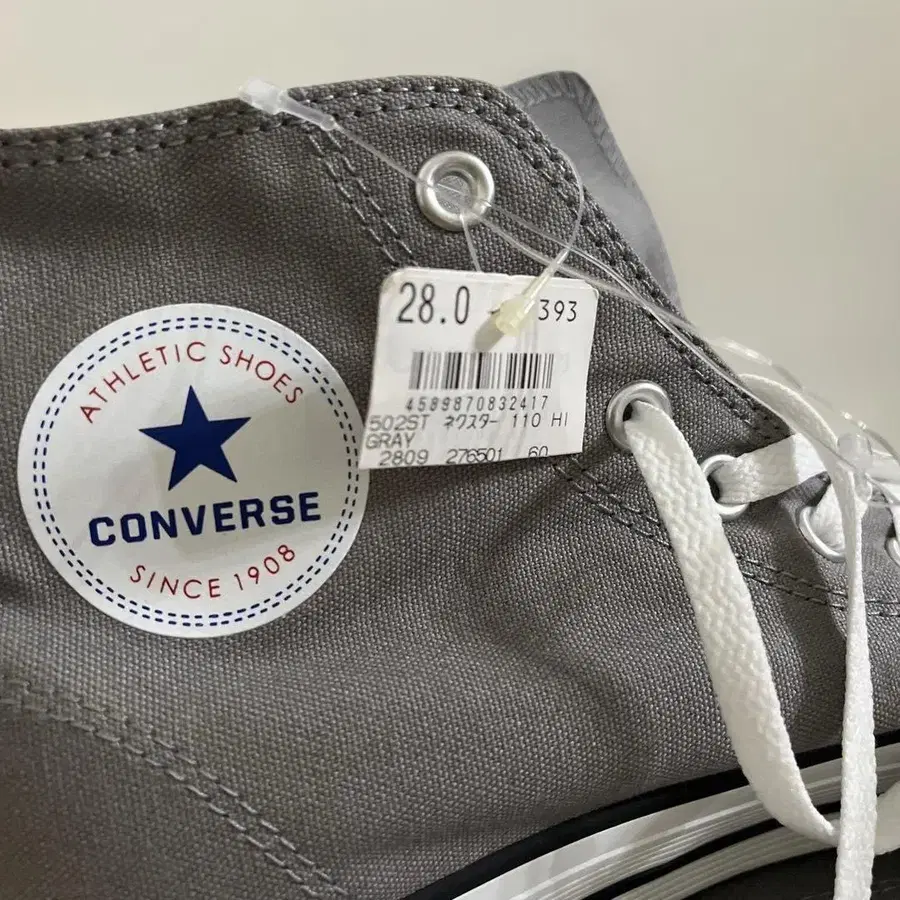 28.0 393
4589870832417
502ST ネクスター 110 HI
GRAY
2809 276501 60
ATHLETIC SHOES
CONVERSE
SINCE 1908